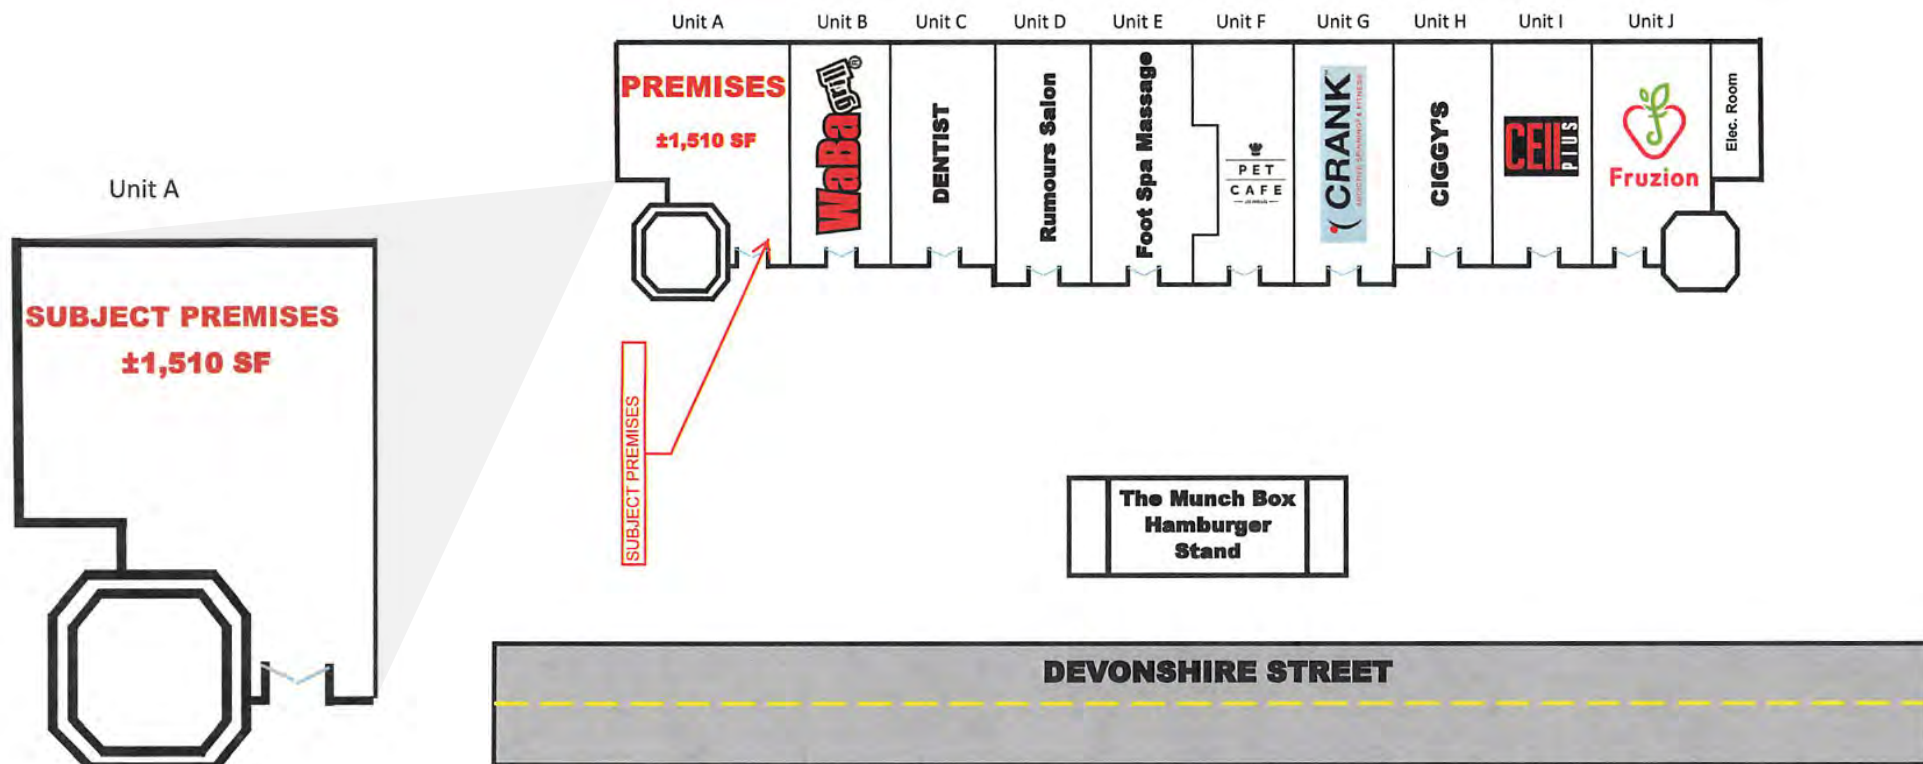 Unit A
Unit B
Unit C
Unit D
Unit E
Unit F
Unit G
Unit H
Unit I
Unit J
PREMISES
±1,510 SF
WaBa grill®
DENTIST
Rumours Salon
Foot Spa Massage
PET
CAFE
CRANK
CIGGY'S
CEll
PlUS
Fruzion
Elec. Room
Unit A
SUBJECT PREMISES
±1,510 SF
SUBJECT PREMISES
The Munch Box
Hamburger
Stand
DEVONSHIRE STREET